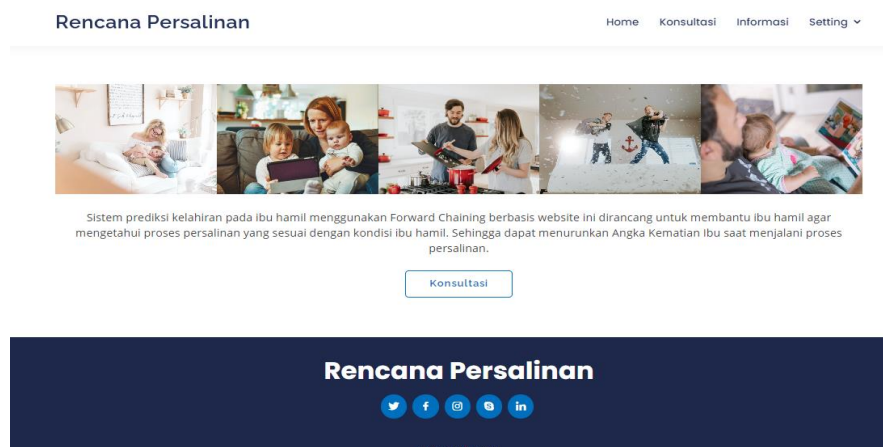 Rencana Persalinan
Home Konsultasi Informasi Setting
Sistem prediksi kelahiran pada ibu hamil menggunakan Forward Chaining berbasis website ini dirancang untuk membantu ibu hamil agar
mengetahui proses persalinan yang sesuai dengan kondisi ibu hamil. Sehingga dapat menurunkan Angka Kematian Ibu saat menjalani proses
persalinan.
Konsultasi
Rencana Persalinan